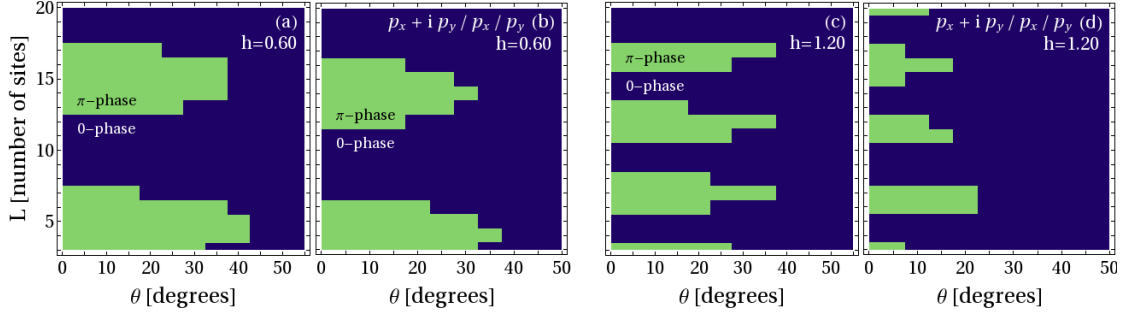 L [number of sites]
20
15
10
5
(a)
h=0.60
π−phase
0−phase
0 10 20 30 40 50
θ [degrees]
p_x + i p_y / p_x / p_y (b)
h=0.60
π−phase
0−phase
0 10 20 30 40 50
θ [degrees]
(c)
h=1.20
π−phase
0−phase
0 10 20 30 40 50
θ [degrees]
p_x + i p_y / p_x / p_y (d)
h=1.20
0 10 20 30 40 50
θ [degrees]